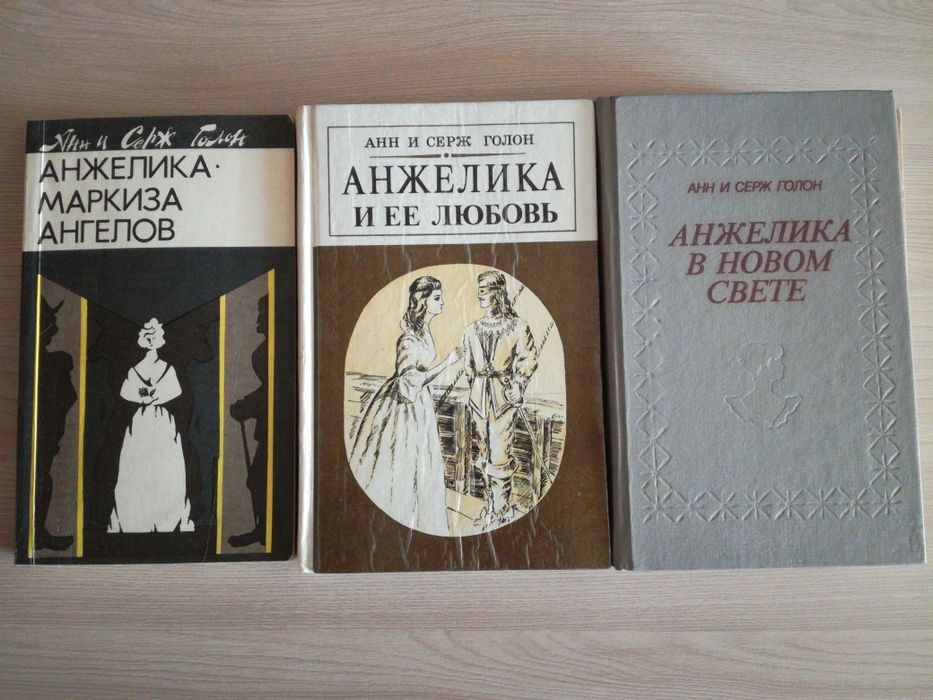 Анн и Серж Голон
АНЖЕЛИКА·
МАРКИЗА
АНГЕЛОВ
АНН И СЕРЖ ГОЛОН
АНЖЕЛИКА
И ЕЕ ЛЮБОВЬ
АНН И СЕРЖ ГОЛОН
АНЖЕЛИКА
В НОВОМ
СВЕТЕ